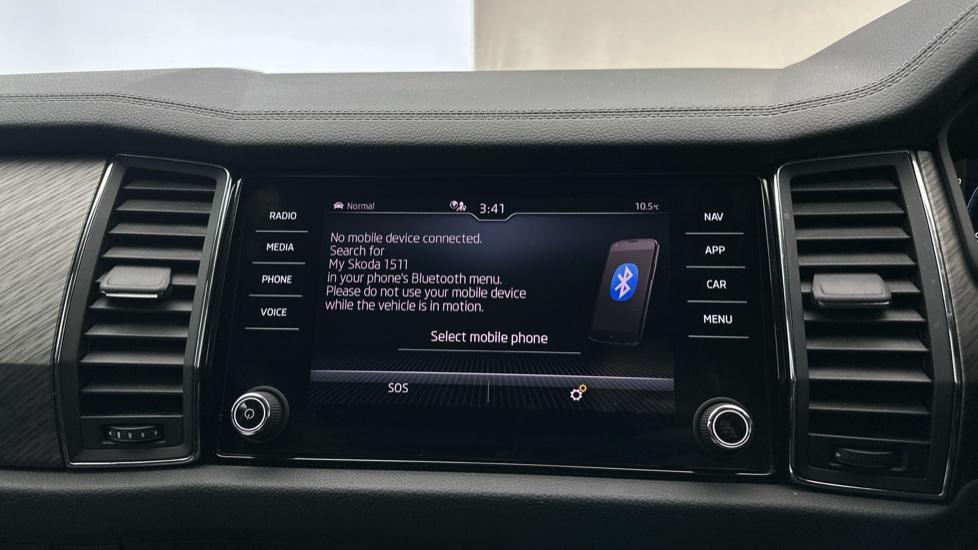 Normal
3:41
10.5°C
RADIO
MEDIA
PHONE
VOICE
No mobile device connected.
Search for
My Skoda 1511
in your phone's Bluetooth menu.
Please do not use your mobile device
while the vehicle is in motion.
Select mobile phone
SOS
NAV
APP
CAR
MENU